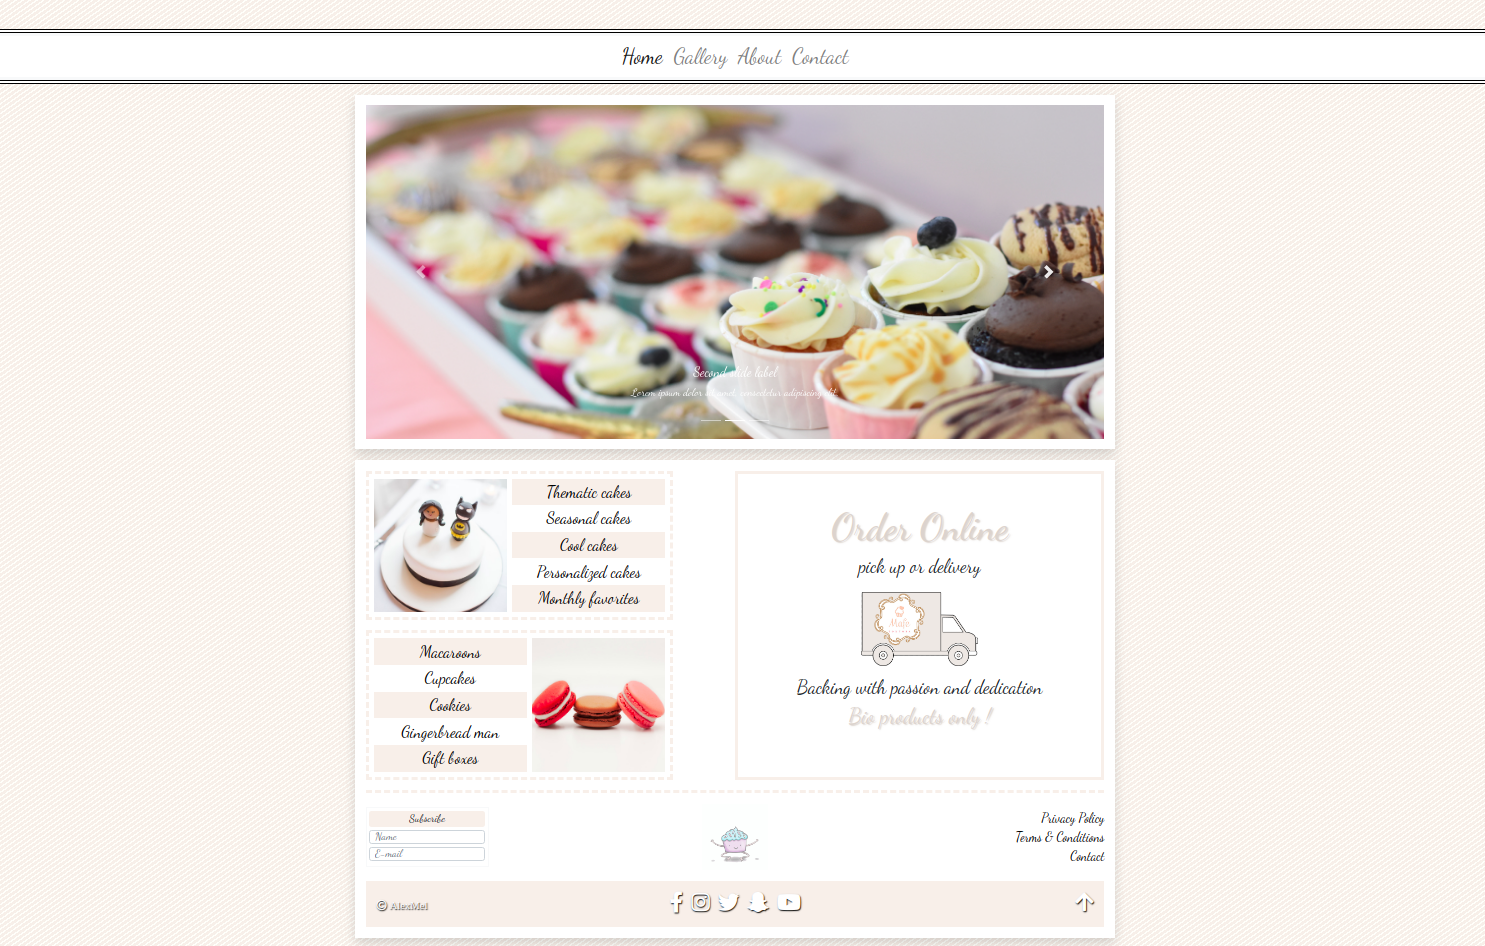 Home Gallery About Contact
Second slide label
Lorem ipsum dolor sit amet, consectetur adipiscing elit.
Thematic cakes
Seasonal cakes
Cool cakes
Personalized cakes
Monthly favorites
Macaroons
Cupcakes
Cookies
Gingerbread man
Gift boxes
Order Online
pick up or delivery
Male
Backing with passion and dedication
Bio products only !
Subscribe
Name
E-mail
Privacy Policy
Terms & Conditions
Contact
© AlexMel